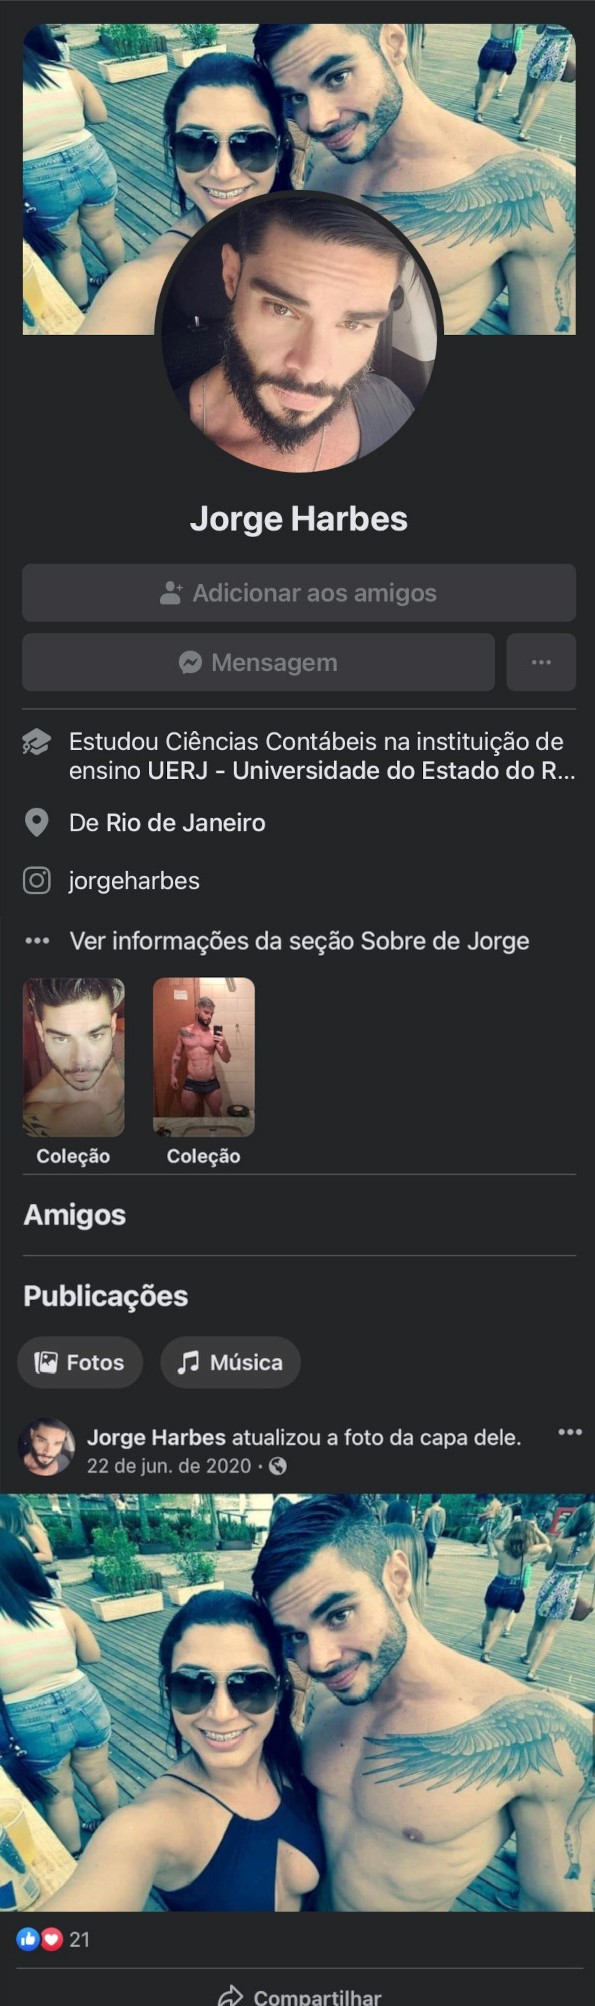 Jorge Harbes
Adicionar aos amigos
Mensagem
Estudou Ciências Contábeis na instituição de
ensino UERJ - Universidade do Estado do R...
De Rio de Janeiro
jorgeharbes
Ver informações da seção Sobre de Jorge
Coleção
Coleção
Amigos
Publicações
Fotos
Música
Jorge Harbes atualizou a foto da capa dele.
22 de jun. de 2020 ·
21
Compartilhar